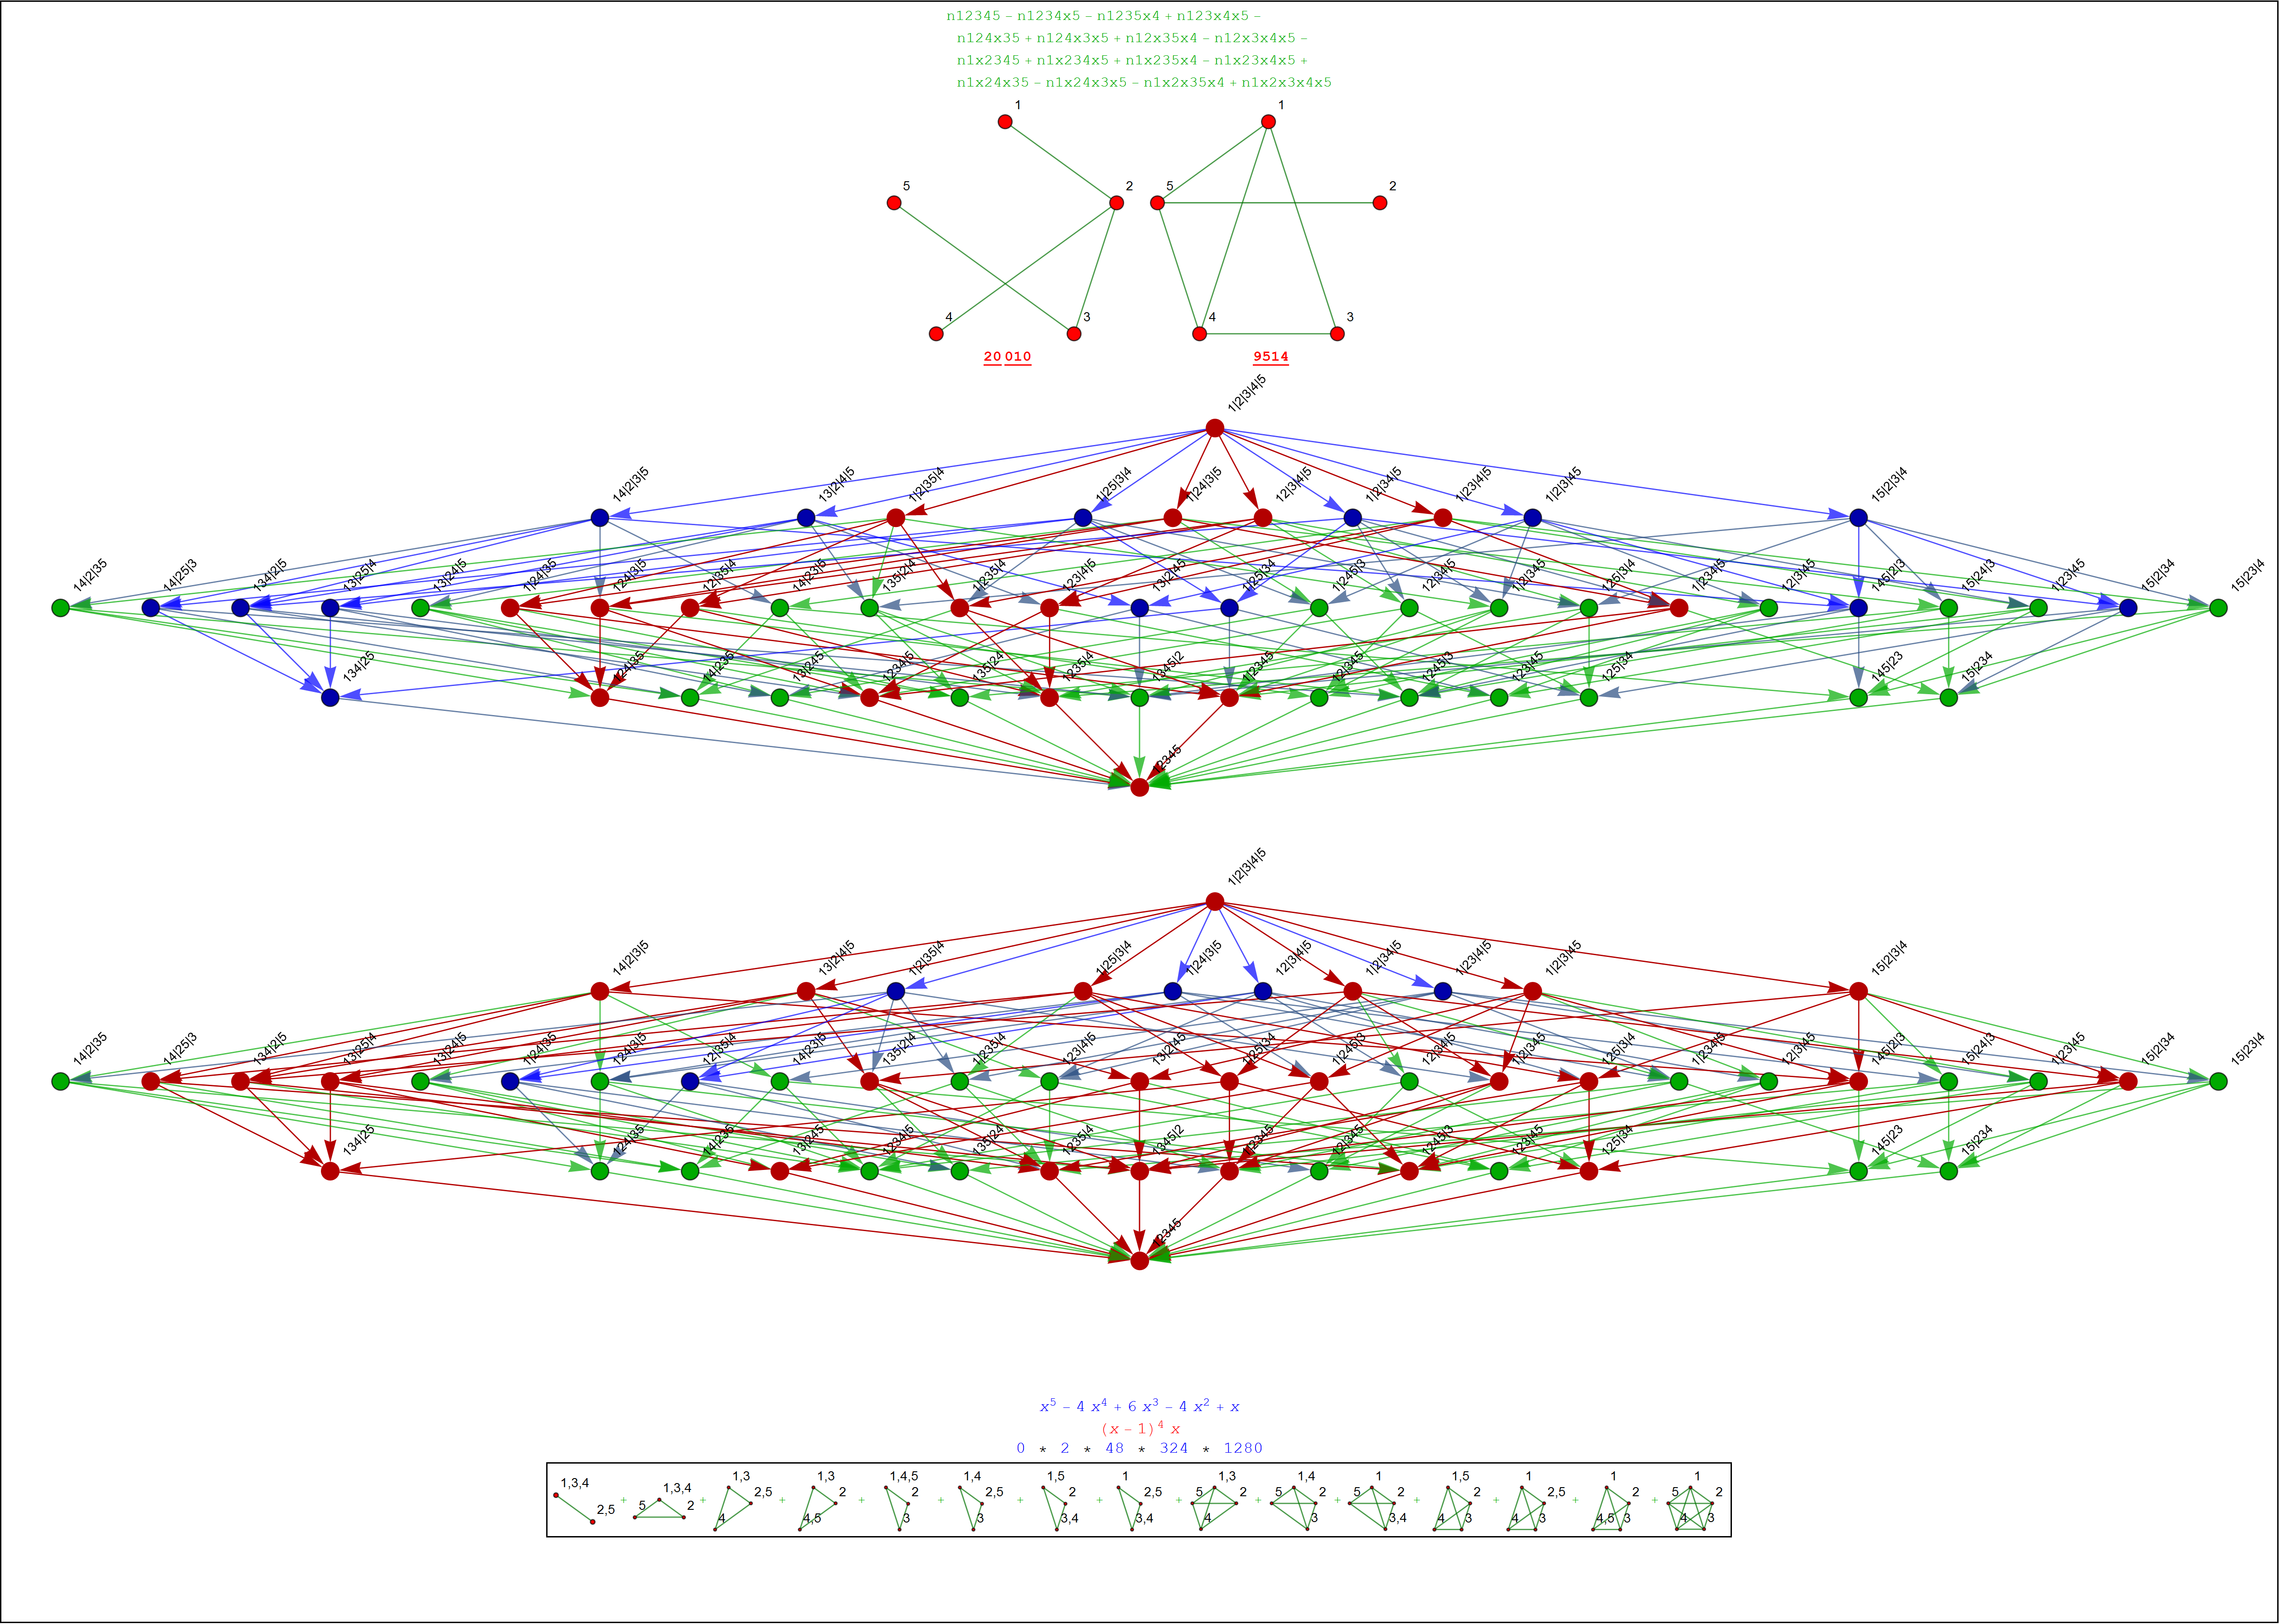 n12345 − n1234x5 − n1235x4 + n123x4x5 −
n124x35 + n124x3x5 + n12x35x4 − n12x3x4x5 −
n1x2345 + n1x234x5 + n1x235x4 − n1x23x4x5 +
n1x24x35 − n1x24x3x5 − n1x2x35x4 + n1x2x3x4x5
1 1
5 2 5 2
4 3 4 3
20 010 9514
1|2|3|4|5
14|2|3|5 13|2|4|5 1|2|35|4 1|25|3|4 1|24|3|5 12|3|4|5 1|2|34|5 1|23|4|5 1|2|3|45 15|2|3|4
14|2|35 14|25|3 134|2|5 13|25|4 13|24|5 1|24|35 124|3|5 12|35|4 14|23|5 135|2|4 1|235|4 123|4|5 13|2|45 1|25|34 1|245|3 12|34|5 1|2|345 125|3|4 1|234|5 12|3|45 145|2|3 15|24|3 1|23|45 15|2|34 15|23|4
134|25 124|35 14|235 13|245 1234|5 135|24 1235|4 1345|2 1|2345 12|345 1245|3 123|45 125|34 145|23 15|234
12345
1|2|3|4|5
14|2|3|5 13|2|4|5 1|2|35|4 1|25|3|4 1|24|3|5 12|3|4|5 1|2|34|5 1|23|4|5 1|2|3|45 15|2|3|4
14|2|35 14|25|3 134|2|5 13|25|4 13|24|5 1|24|35 124|3|5 12|35|4 14|23|5 135|2|4 1|235|4 123|4|5 13|2|45 1|25|34 1|245|3 12|34|5 1|2|345 125|3|4 1|234|5 12|3|45 145|2|3 15|24|3 1|23|45 15|2|34 15|23|4
134|25 124|35 14|235 13|245 1234|5 135|24 1235|4 1345|2 1|2345 12|345 1245|3 123|45 125|34 145|23 15|234
12345
x⁵ − 4 x⁴ + 6 x³ − 4 x² + x
(x − 1)⁴ x
0 * 2 * 48 * 324 * 1280
1,3,4 2,5 + 1,3,4 5 2 + 1,3 2,5 4 + 1,3 2 4,5 + 1,4,5 2 3 + 1,4 2,5 3 + 1,5 2 3,4 + 1 2,5 3,4 + 1,3 5 2 4 + 1,4 5 2 3 + 1 5 2 3,4 + 1,5 2 4 3 + 1 2,5 4 3 + 1 2 4,5 3 + 1 5 2 4 3